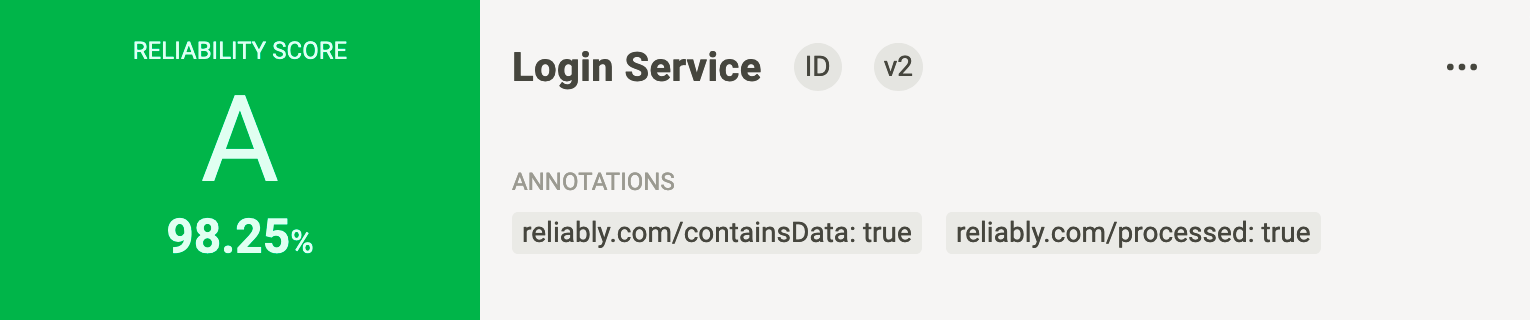 RELIABILITY SCORE
A
98.25%
Login Service ID v2
ANNOTATIONS
reliably.com/containsData: true reliably.com/processed: true